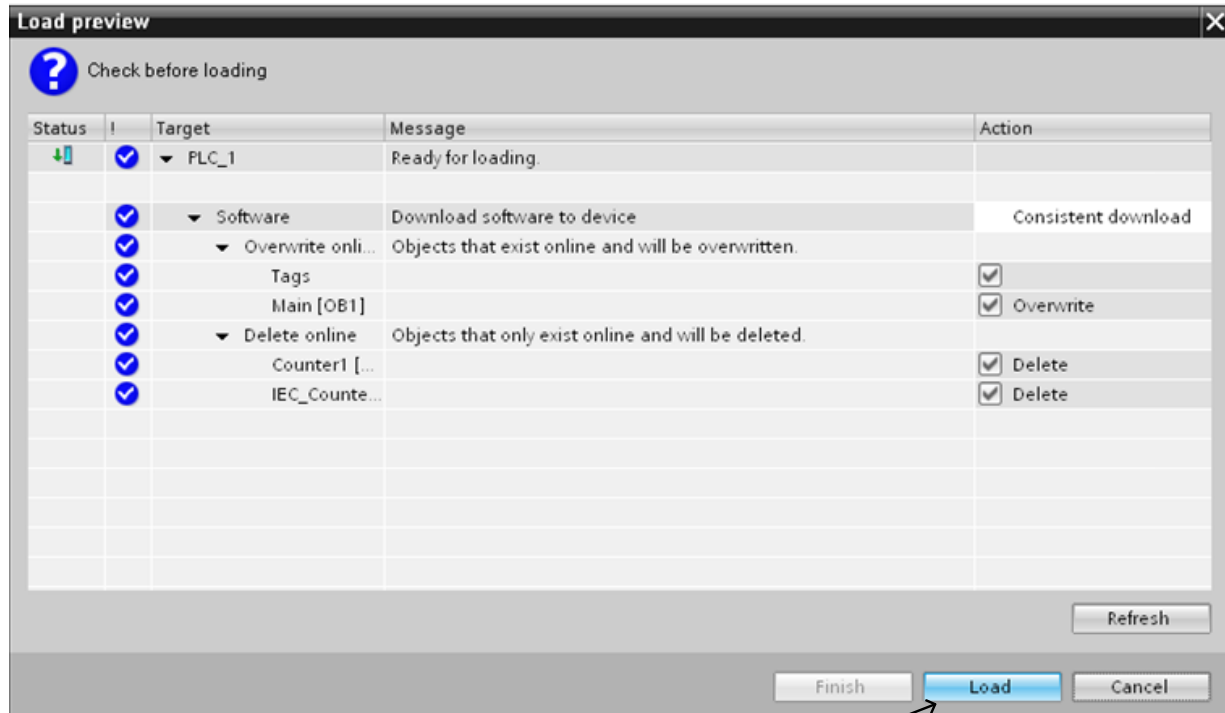 Load preview
Check before loading
Status ! Target Message Action
PLC_1 Ready for loading.
Software Download software to device Consistent download
Overwrite onli... Objects that exist online and will be overwritten.
Tags
Main [OB1] Overwrite
Delete online Objects that only exist online and will be deleted.
Counter1 [... Delete
IEC_Counte... Delete
Refresh
Finish Load Cancel